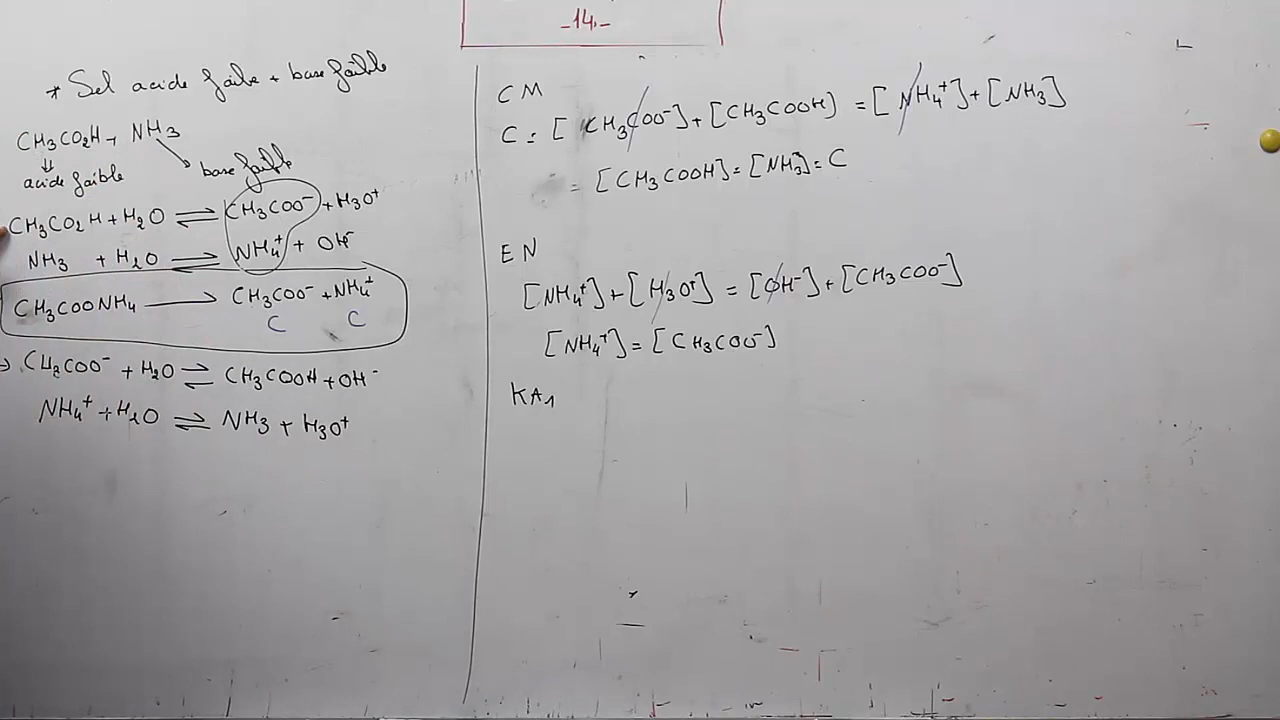 -14-
* Sel acide faible + base faible
CH3CO2H + NH3
acide faible
base faible
CH3CO2H + H2O ⇌ CH3COO⁻ + H3O⁺
NH3 + H2O ⇌ NH4⁺ + OH⁻
CH3COONH4 ⟶ CH3COO⁻ + NH4⁺
C C
CH3COO⁻ + H2O ⇌ CH3COOH + OH⁻
NH4⁺ + H2O ⇌ NH3 + H3O⁺
CM
C = [CH3COO⁻] + [CH3COOH] = [NH4⁺] + [NH3]
= [CH3COOH] = [NH3] = C
EN
[NH4⁺] + [H3O⁺] = [OH⁻] + [CH3COO⁻]
[NH4⁺] = [CH3COO⁻]
KA1